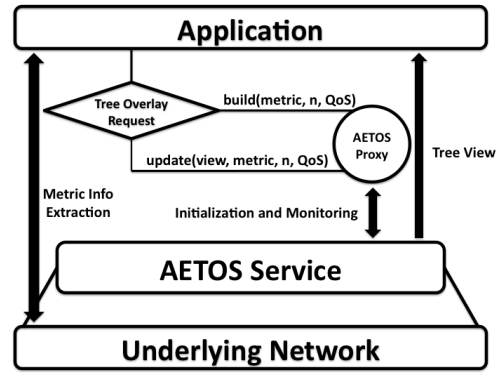 Application
Tree Overlay
Request
build(metric, n, QoS)
AETOS
Proxy
update(view, metric, n, QoS)
Tree View
Metric Info
Extraction
Initialization and Monitoring
AETOS Service
Underlying Network